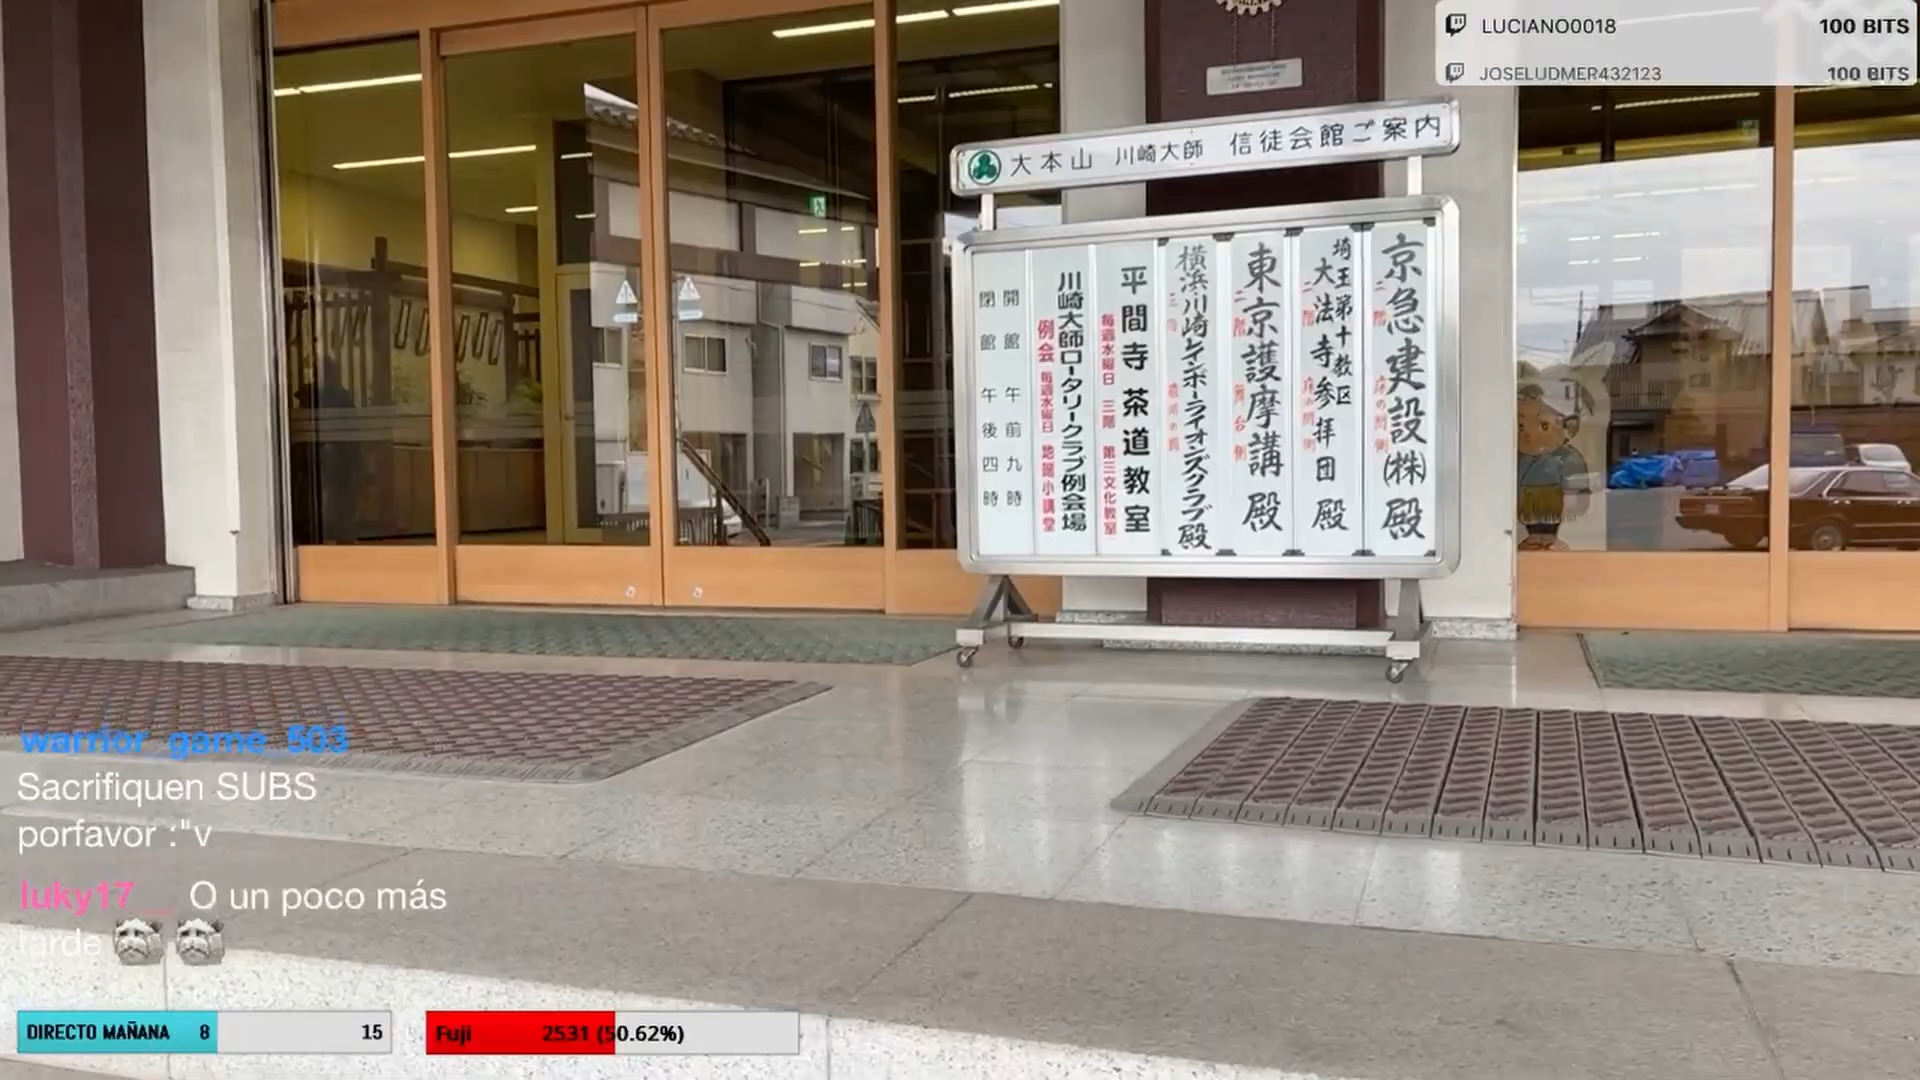 LUCIANO0018 100 BITS
JOSELUDMER432123 100 BITS
大本山 川崎大師 信徒会館ご案内
京急建設(株)殿
埼玉第十教区
大法寺参拝団 殿
東京護摩講 殿
横浜・川崎レインボーライオンズクラブ殿
平間寺 茶道教室
毎週水曜日 三階 第三文化教室
川崎大師ロータリークラブ例会場
例会 毎週水曜日 地階小講堂
開館 午前九時
閉館 午後四時
warrior_game_503
Sacrifiquen SUBS
porfavor :"v
luky17__ O un poco más
tarde
DIRECTO MAÑANA 8 15
Fuji 2531 (50.62%)